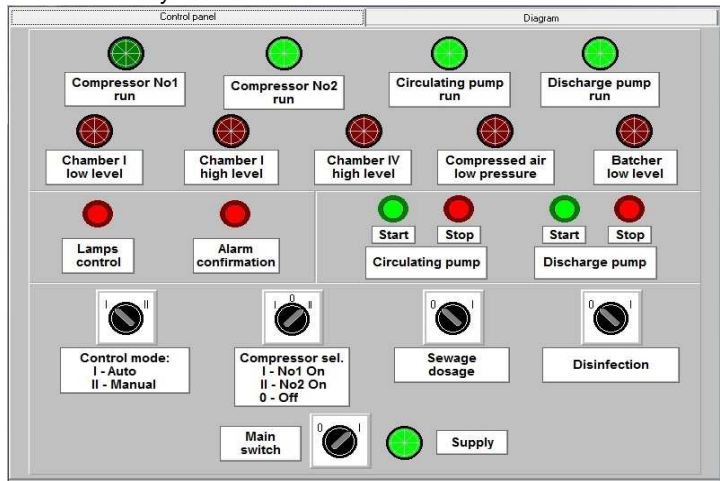 Control panel
Diagram
Compressor No1
run
Compressor No2
run
Circulating pump
run
Discharge pump
run
Chamber I
low level
Chamber I
high level
Chamber IV
high level
Compressed air
low pressure
Batcher
low level
Lamps
control
Alarm
confirmation
Start
Stop
Circulating pump
Start
Stop
Discharge pump
I
II
Control mode:
I - Auto
II - Manual
I
0
II
Compressor sel.
I - No1 On
II - No2 On
0 - Off
0
I
Sewage
dosage
0
I
Disinfection
Main
switch
0
I
Supply